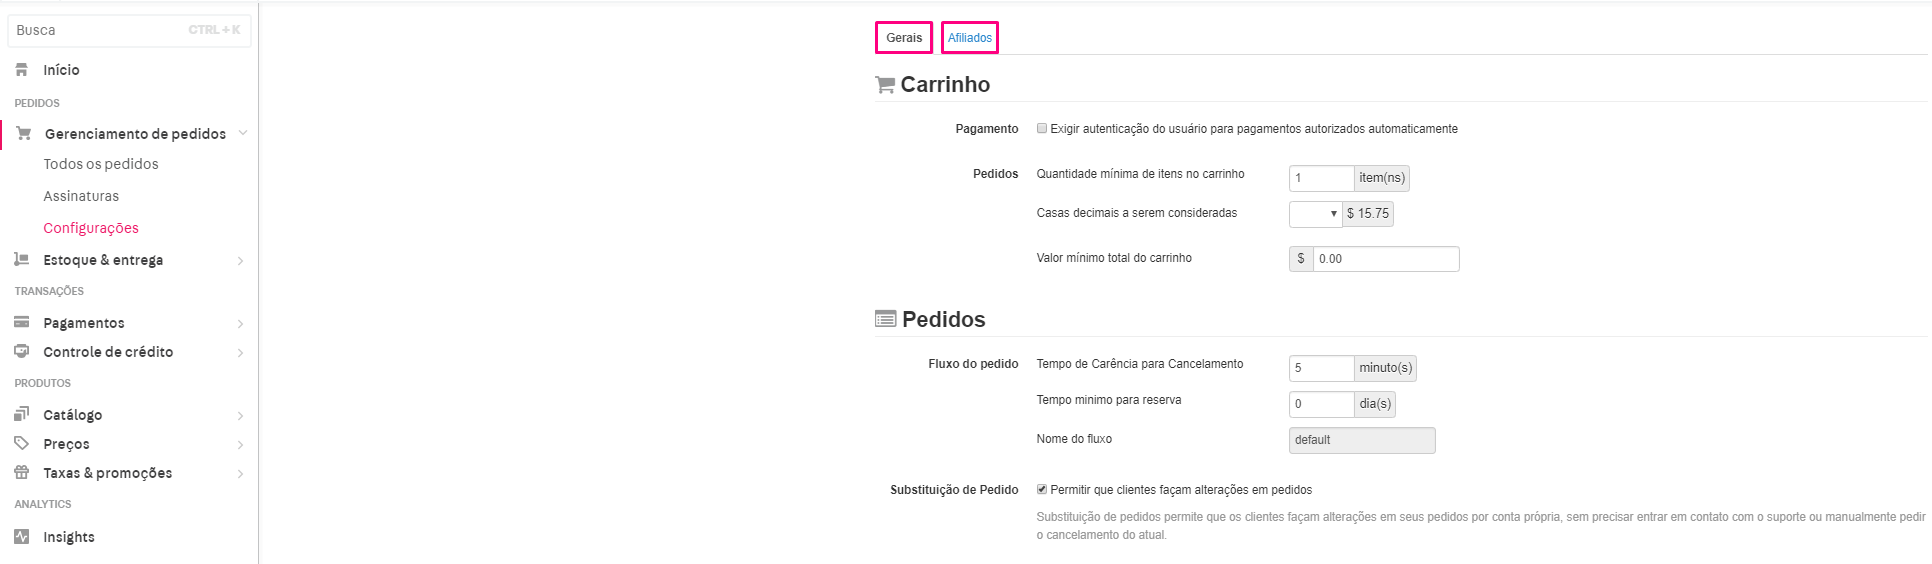 Busca CTRL + K
Início
PEDIDOS
Gerenciamento de pedidos
Todos os pedidos
Assinaturas
Configurações
Estoque & entrega
TRANSAÇÕES
Pagamentos
Controle de crédito
PRODUTOS
Catálogo
Preços
Taxas & promoções
ANALYTICS
Insights
Gerais Afiliados
Carrinho
Pagamento Exigir autenticação do usuário para pagamentos autorizados automaticamente
Pedidos Quantidade mínima de itens no carrinho 1 item(ns)
Casas decimais a serem consideradas $ 15.75
Valor mínimo total do carrinho $ 0.00
Pedidos
Fluxo do pedido Tempo de Carência para Cancelamento 5 minuto(s)
Tempo minimo para reserva 0 dia(s)
Nome do fluxo default
Substituição de Pedido Permitir que clientes façam alterações em pedidos
Substituição de pedidos permite que os clientes façam alterações em seus pedidos por conta própria, sem precisar entrar em contato com o suporte ou manualmente pedir
o cancelamento do atual.